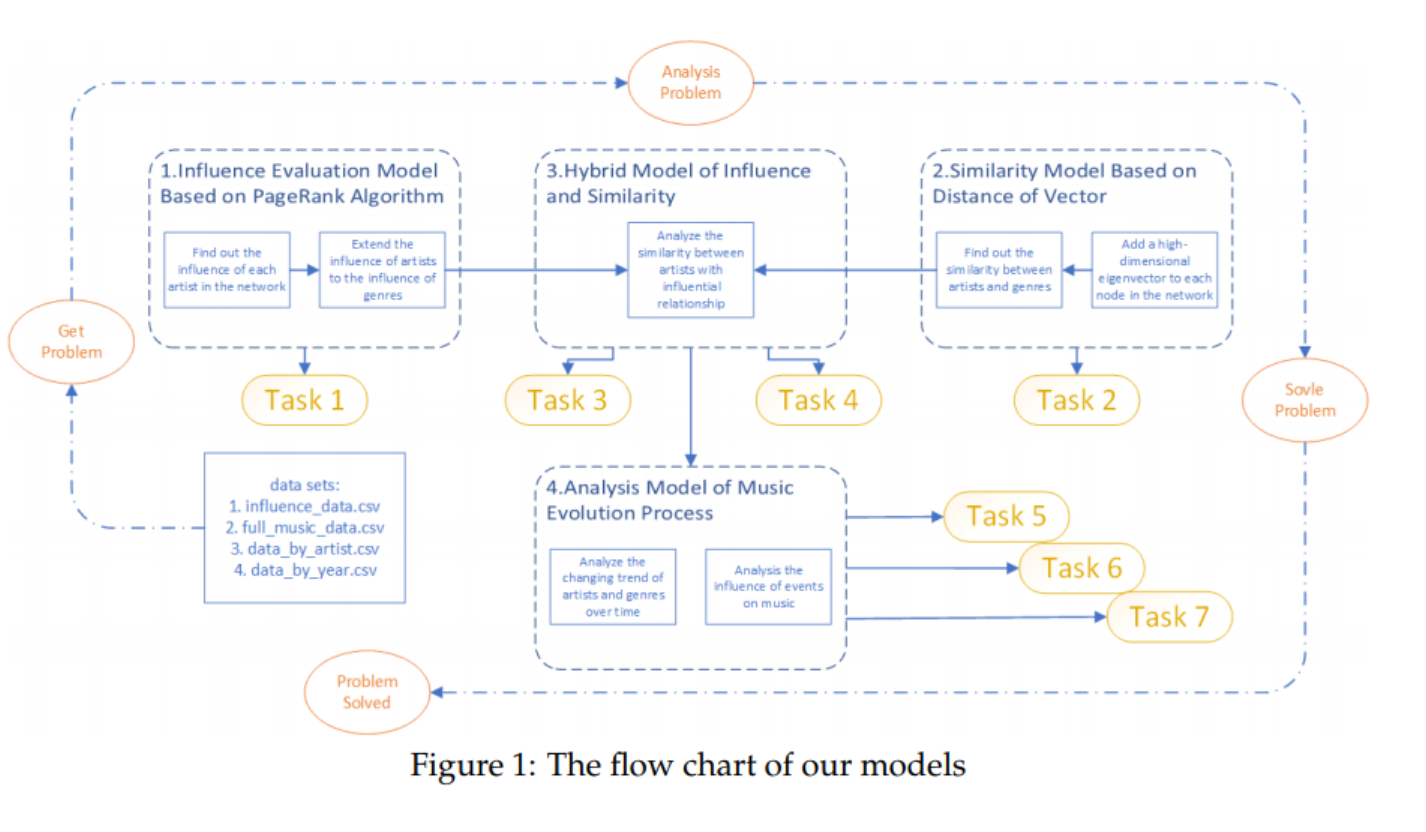 Analysis
Problem
1.Influence Evaluation Model
Based on PageRank Algorithm
Find out the
influence of each
artist in the network
Extend the
influence of artists
to the influence of
genres
3.Hybrid Model of Influence
and Similarity
Analyze the
similarity between
artists with
influential
relationship
2.Similarity Model Based on
Distance of Vector
Find out the
similarity between
artists and genres
Add a high-
dimensional
eigenvector to each
node in the network
Get
Problem
Task 1
Task 3
Task 4
Task 2
Sovle
Problem
data sets:
1. influence_data.csv
2. full_music_data.csv
3. data_by_artist.csv
4. data_by_year.csv
4.Analysis Model of Music
Evolution Process
Analyze the
changing trend of
artists and genres
over time
Analysis the
influence of events
on music
Task 5
Task 6
Task 7
Problem
Solved
Figure 1: The flow chart of our models